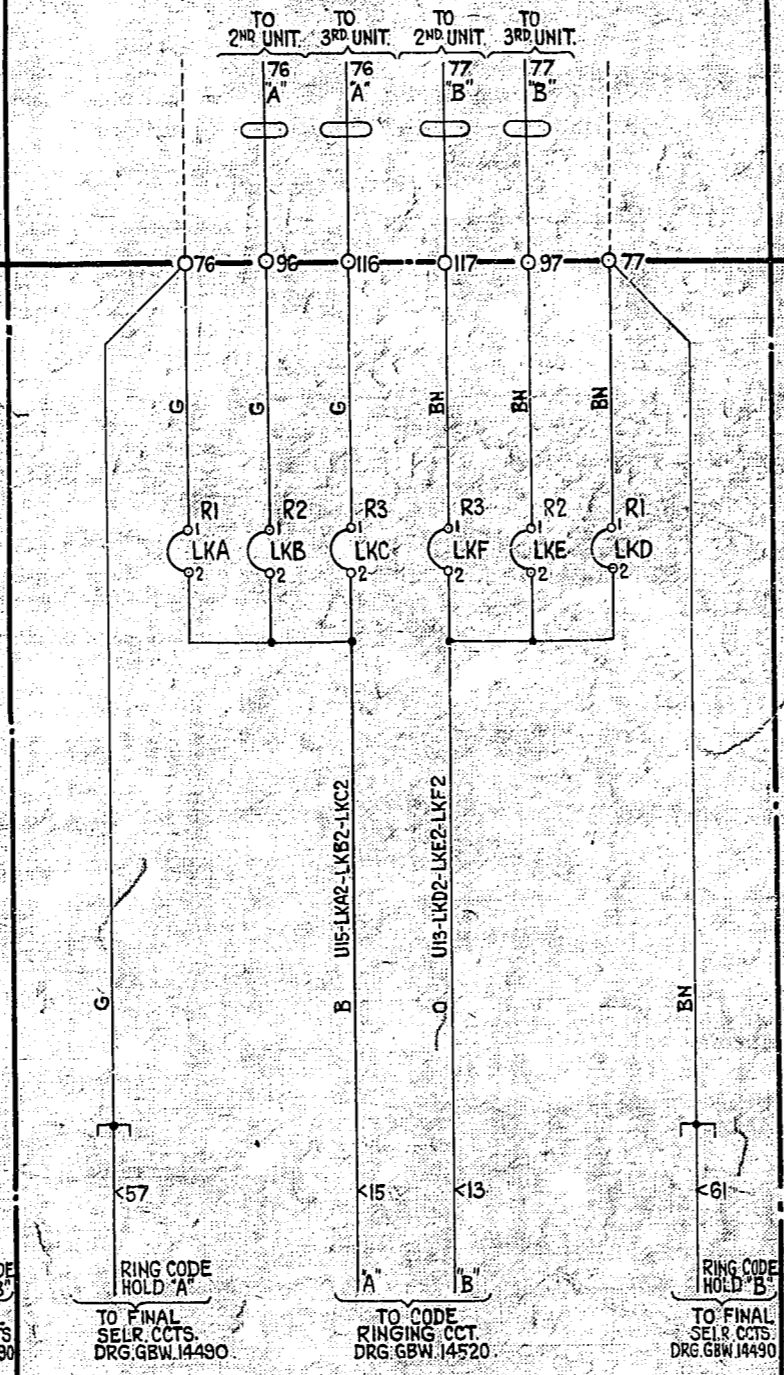 TO
2ND. UNIT.
TO
3RD. UNIT.
TO
2ND. UNIT.
TO
3RD. UNIT.
76
"A"
76
"A"
77
"B"
77
"B"
76
96
116
117
97
77
G
G
G
BN
BN
BN
R1
R2
R3
R3
R2
R1
1
1
1
1
1
1
LKA
LKB
LKC
LKF
LKE
LKD
2
2
2
2
2
2
U15-LKA2-LKB2-LKC2
U13-LKD2-LKE2-LKF2
G
B
O
BN
<57
<15
<13
<61
RING CODE
HOLD "A"
"A"
"B"
RING CODE
HOLD "B"
TO FINAL
SELR. CCTS.
DRG. GBW. 14490
TO CODE
RINGING CCT.
DRG. GBW. 14520
TO FINAL
SELR. CCTS.
DRG. GBW. 14490